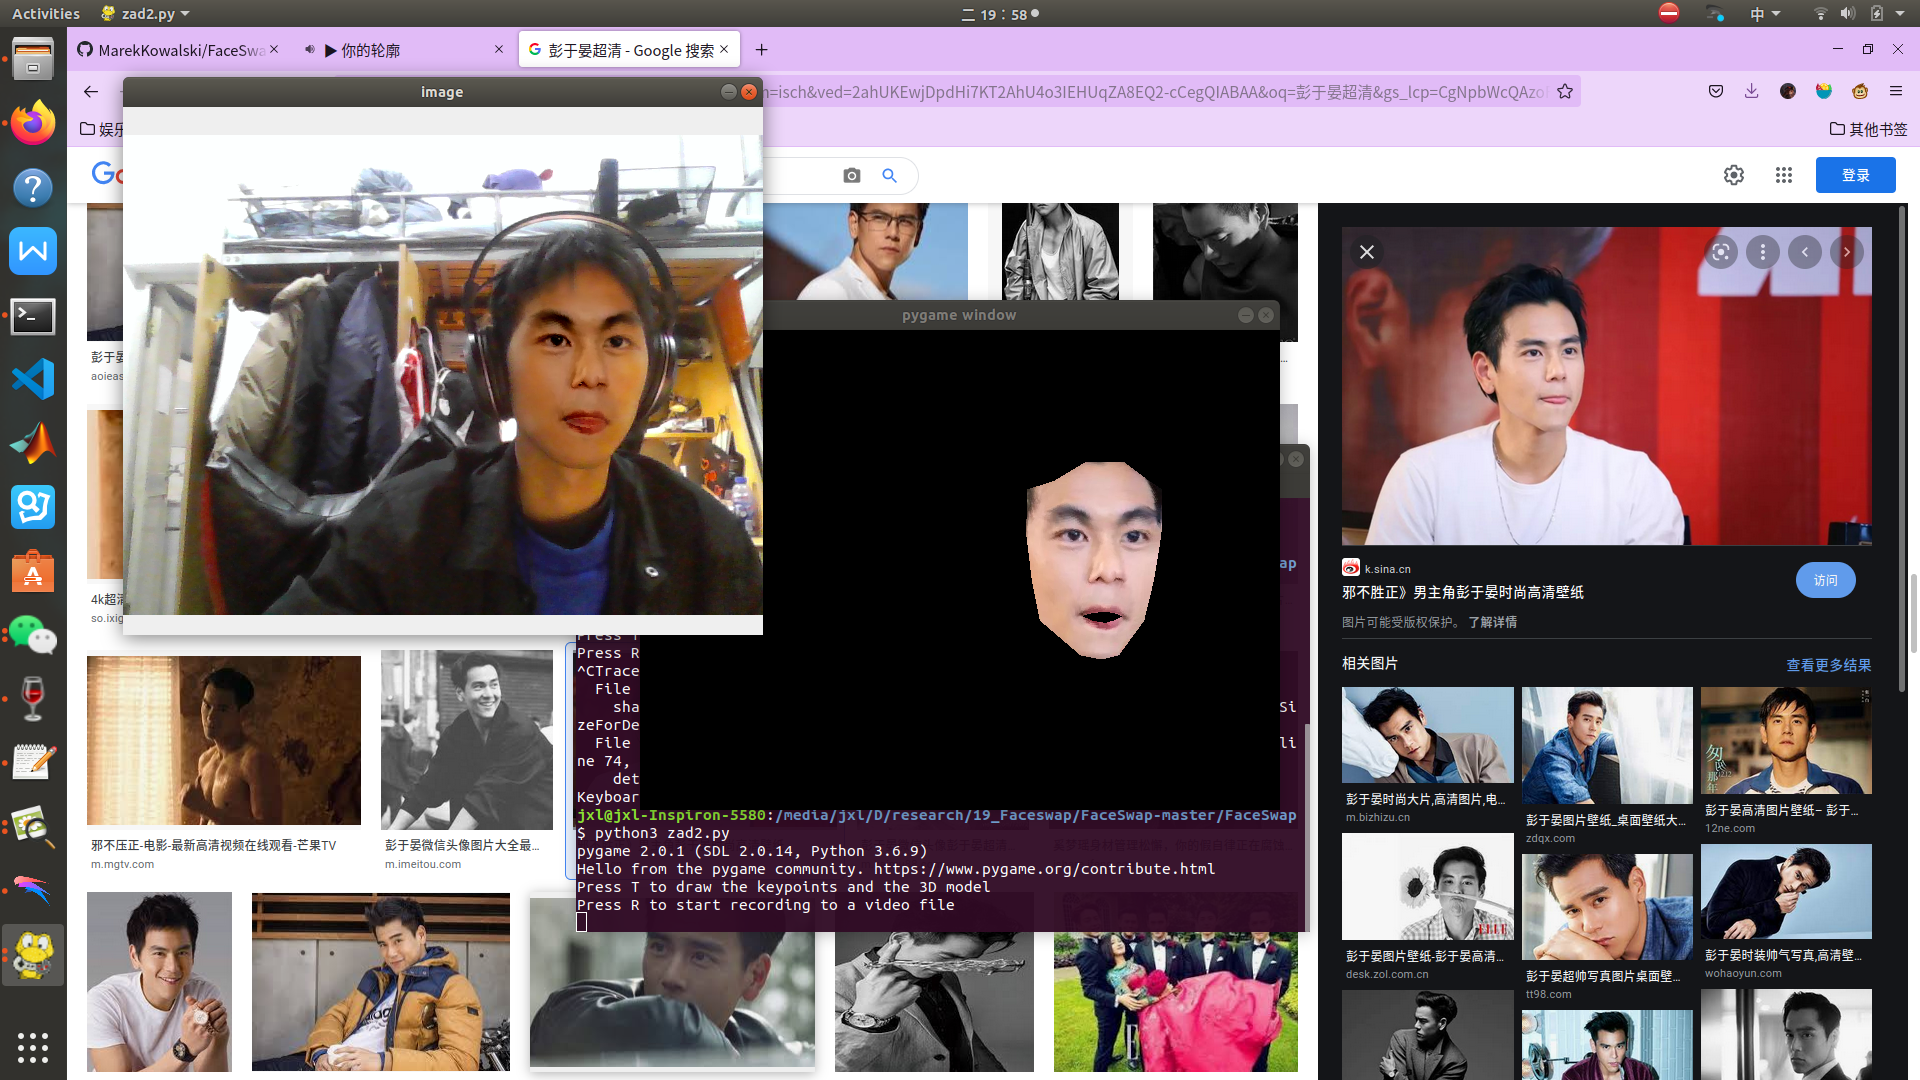 Activities
zad2.py
二 19：58
中
MarekKowalski/FaceSwa
▶ 你的轮廓
彭于晏超清 - Google 搜索
image
n=isch&ved=2ahUKEwjDpdHi7KT2AhU4o3IEHUqZA8EQ2-cCegQIABAA&oq=彭于晏超清&gs_lcp=CgNpbWcQAzo
娱乐
其他书签
Go
登录
pygame window
彭于晏
aoieas
4k超清
so.ixig
k.sina.cn
邪不胜正》男主角彭于晏时尚高清壁纸
访问
图片可能受版权保护。 了解详情
相关图片
查看更多结果
ap
Press T
Press R
^CTrace
File
sha
Si
zeForDe
File
li
ne 74,
det
Keyboar
jxl@jxl-Inspiron-5580:/media/jxl/D/research/19_Faceswap/FaceSwap-master/FaceSwap
$ python3 zad2.py
pygame 2.0.1 (SDL 2.0.14, Python 3.6.9)
Hello from the pygame community. https://www.pygame.org/contribute.html
Press T to draw the keypoints and the 3D model
Press R to start recording to a video file
邪不压正-电影-最新高清视频在线观看-芒果TV
m.mgtv.com
彭于晏微信头像图片大全最...
m.imeitou.com
彭于晏时尚大片,高清图片,电...
m.bizhizu.cn
彭于晏图片壁纸_桌面壁纸大...
zdqx.com
匆
那
年
彭于晏高清图片壁纸– 彭于...
12ne.com
ELLE
彭于晏图片壁纸-彭于晏高清...
desk.zol.com.cn
彭于晏超帅写真图片桌面壁...
tt98.com
彭于晏时装帅气写真,高清壁...
wohaoyun.com